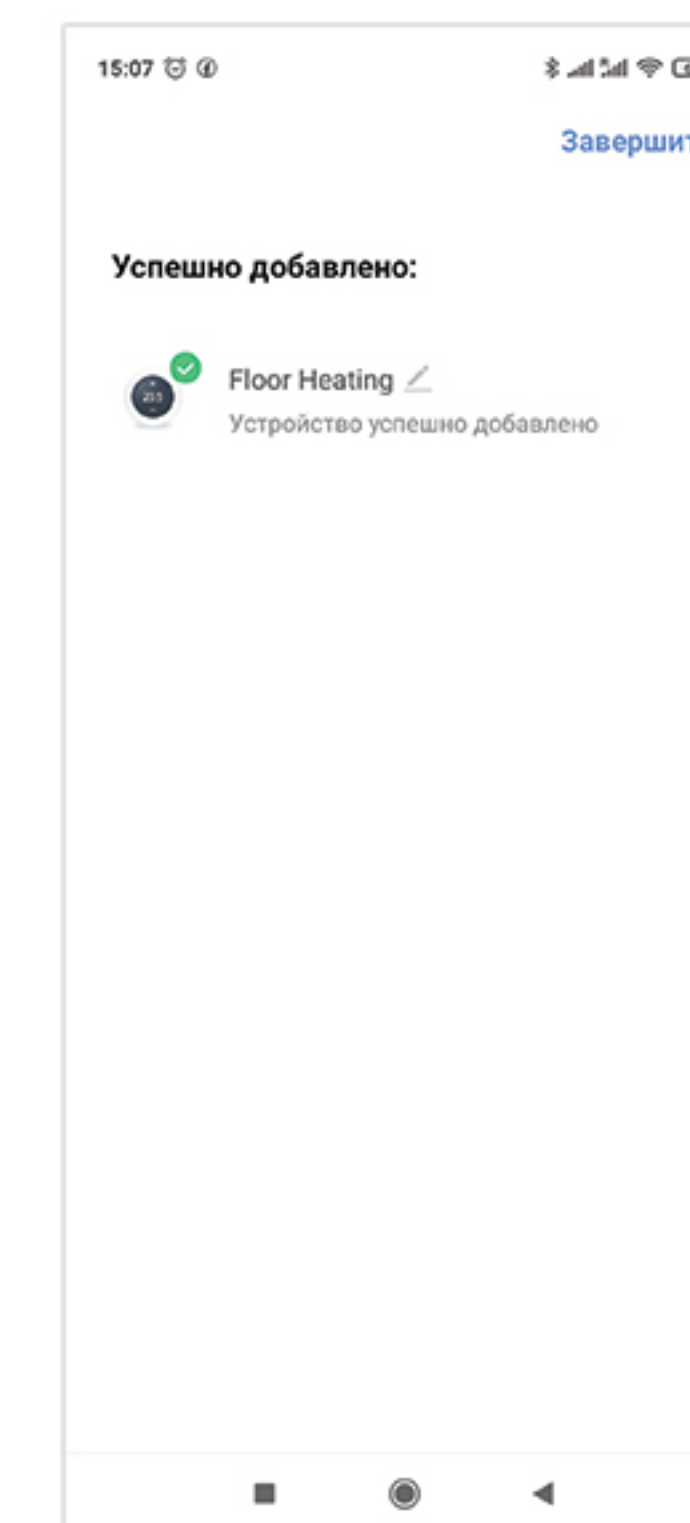 15:07
Завершит
Успешно добавлено:
Floor Heating
Устройство успешно добавлено